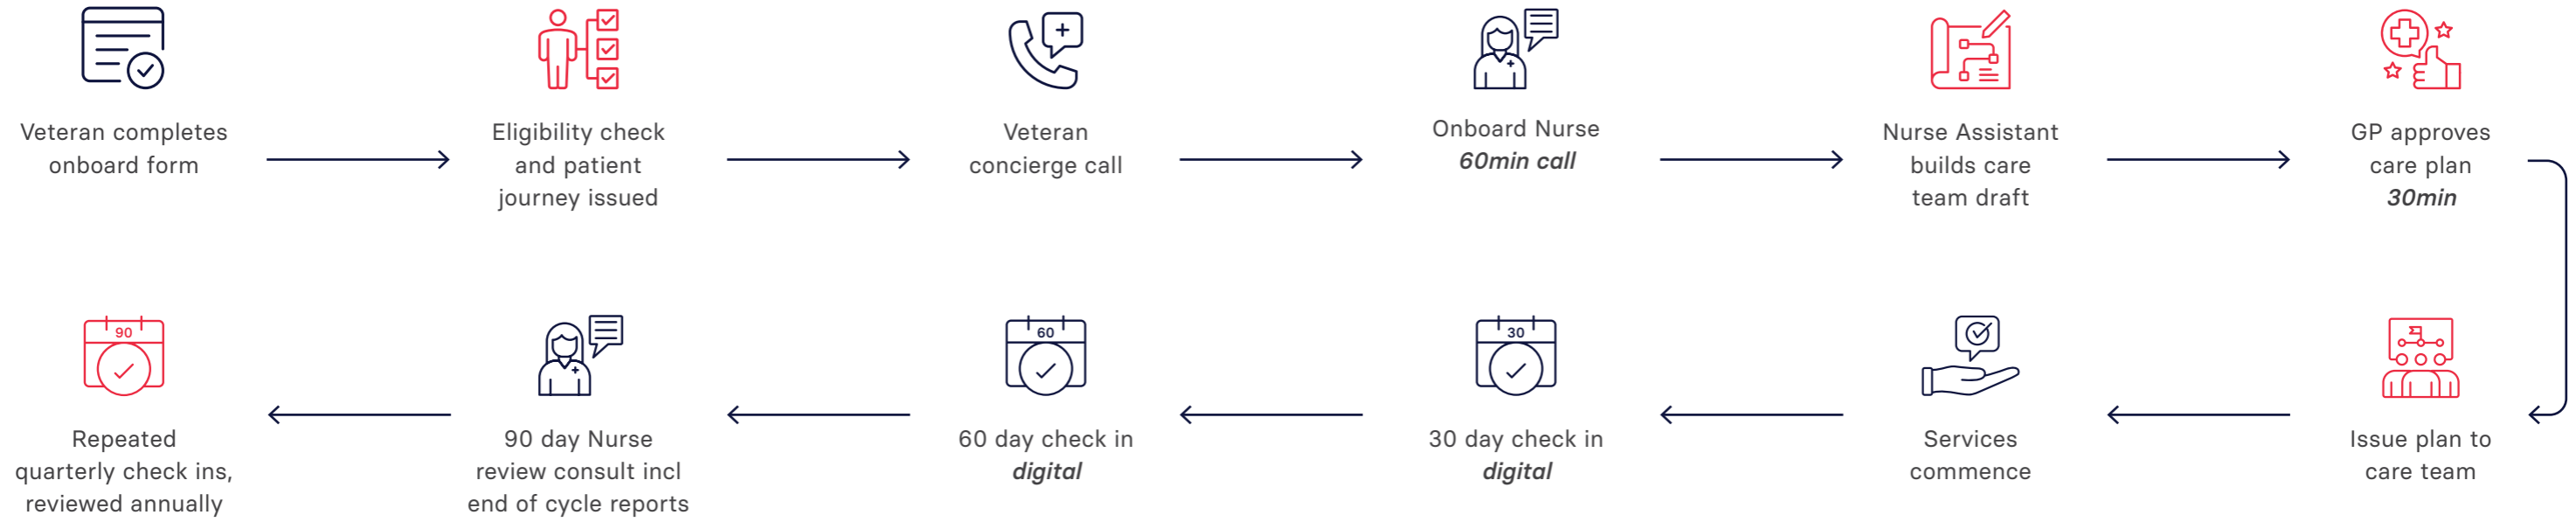 Veteran completes
onboard form
Eligibility check
and patient
journey issued
Veteran
concierge call
Onboard Nurse
60min call
Nurse Assistant
builds care
team draft
GP approves
care plan
30min
90
Repeated
quarterly check ins,
reviewed annually
90 day Nurse
review consult incl
end of cycle reports
60
60 day check in
digital
30
30 day check in
digital
Services
commence
Issue plan to
care team